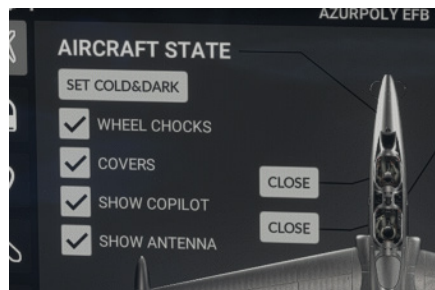 AZURPOLY EFB
AIRCRAFT STATE
SET COLD&DARK
WHEEL CHOCKS
COVERS
CLOSE
SHOW COPILOT
CLOSE
SHOW ANTENNA